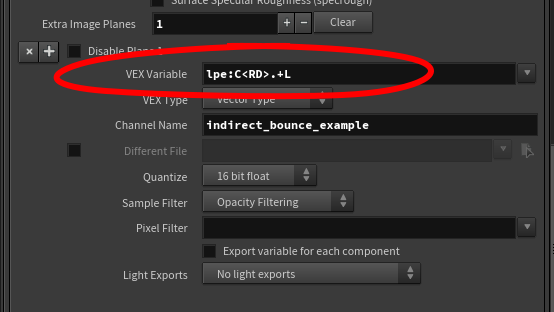 Surface Specular Roughness (specrough)
Extra Image Planes 1 + − Clear
× + Disable Plane 1
VEX Variable lpe:C<RD>.+L
VEX Type Vector Type
Channel Name indirect_bounce_example
Different File
Quantize 16 bit float
Sample Filter Opacity Filtering
Pixel Filter
Export variable for each component
Light Exports No light exports